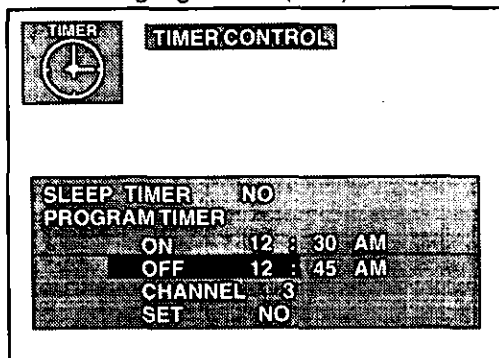 TIMER
TIMER CONTROL
SLEEP TIMER NO
PROGRAM TIMER
ON 12 : 30 AM
OFF 12 : 45 AM
CHANNEL 3
SET NO